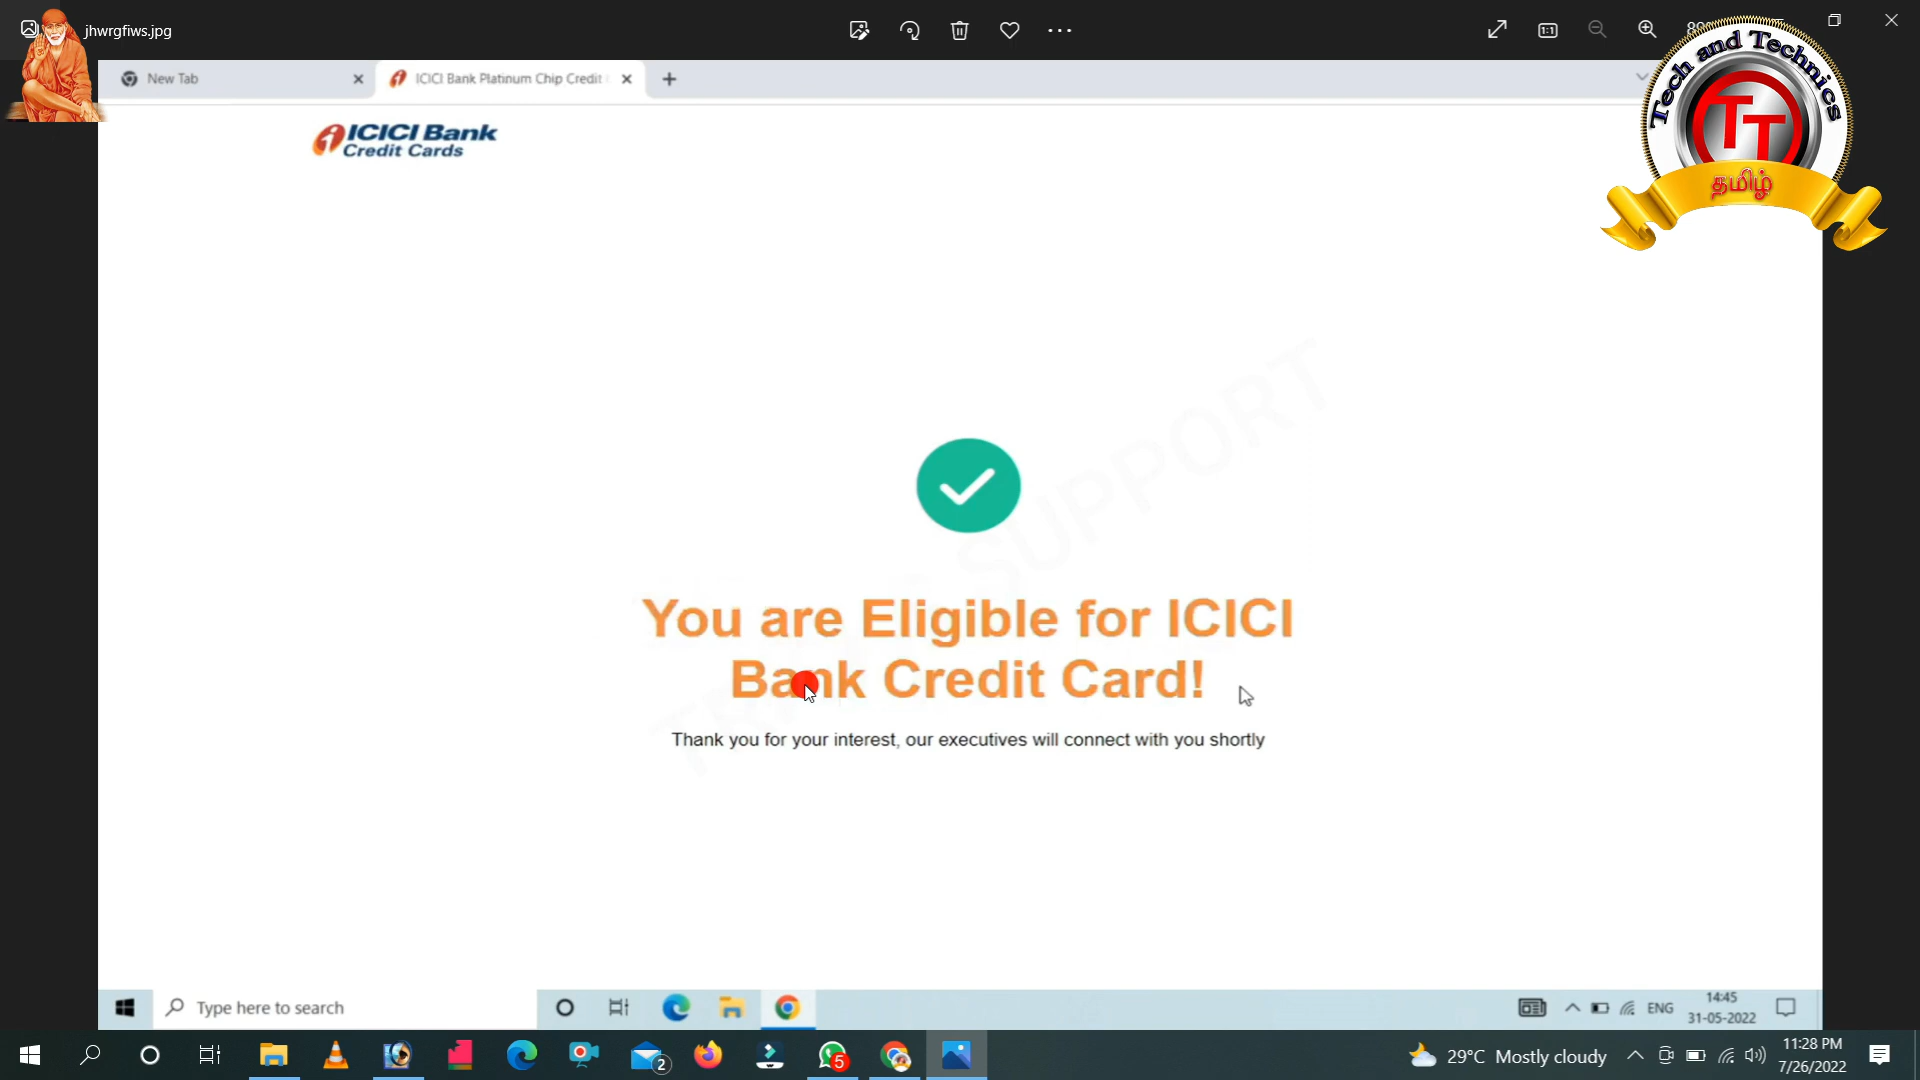 jhwrgfiws.jpg
New Tab
ICICI Bank Platinum Chip Credit
ICICI Bank
Credit Cards
Tech and Technics
TT
தமிழ்
SUPPORT
You are Eligible for ICICI
Bank Credit Card!
Thank you for your interest, our executives will connect with you shortly
Type here to search
ENG
14:45
31-05-2022
2
5
29°C Mostly cloudy
11:28 PM
7/26/2022